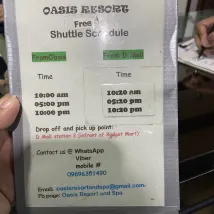 OASIS RESORT
Free
Shuttle Schedule
From Oasis From D Mall
Time Time
10:00 am 10:20 am
05:00 pm 05:20 pm
10:00 pm 10:20 pm
Drop off and pick up point:
D Mall station 2 (infront of Budget Mart)
Contact us @ WhatsApp
Viber
mobile #
09696351430
Email: oasisresortandspa@gmail.com
Fb page: Oasis Resort and Spa